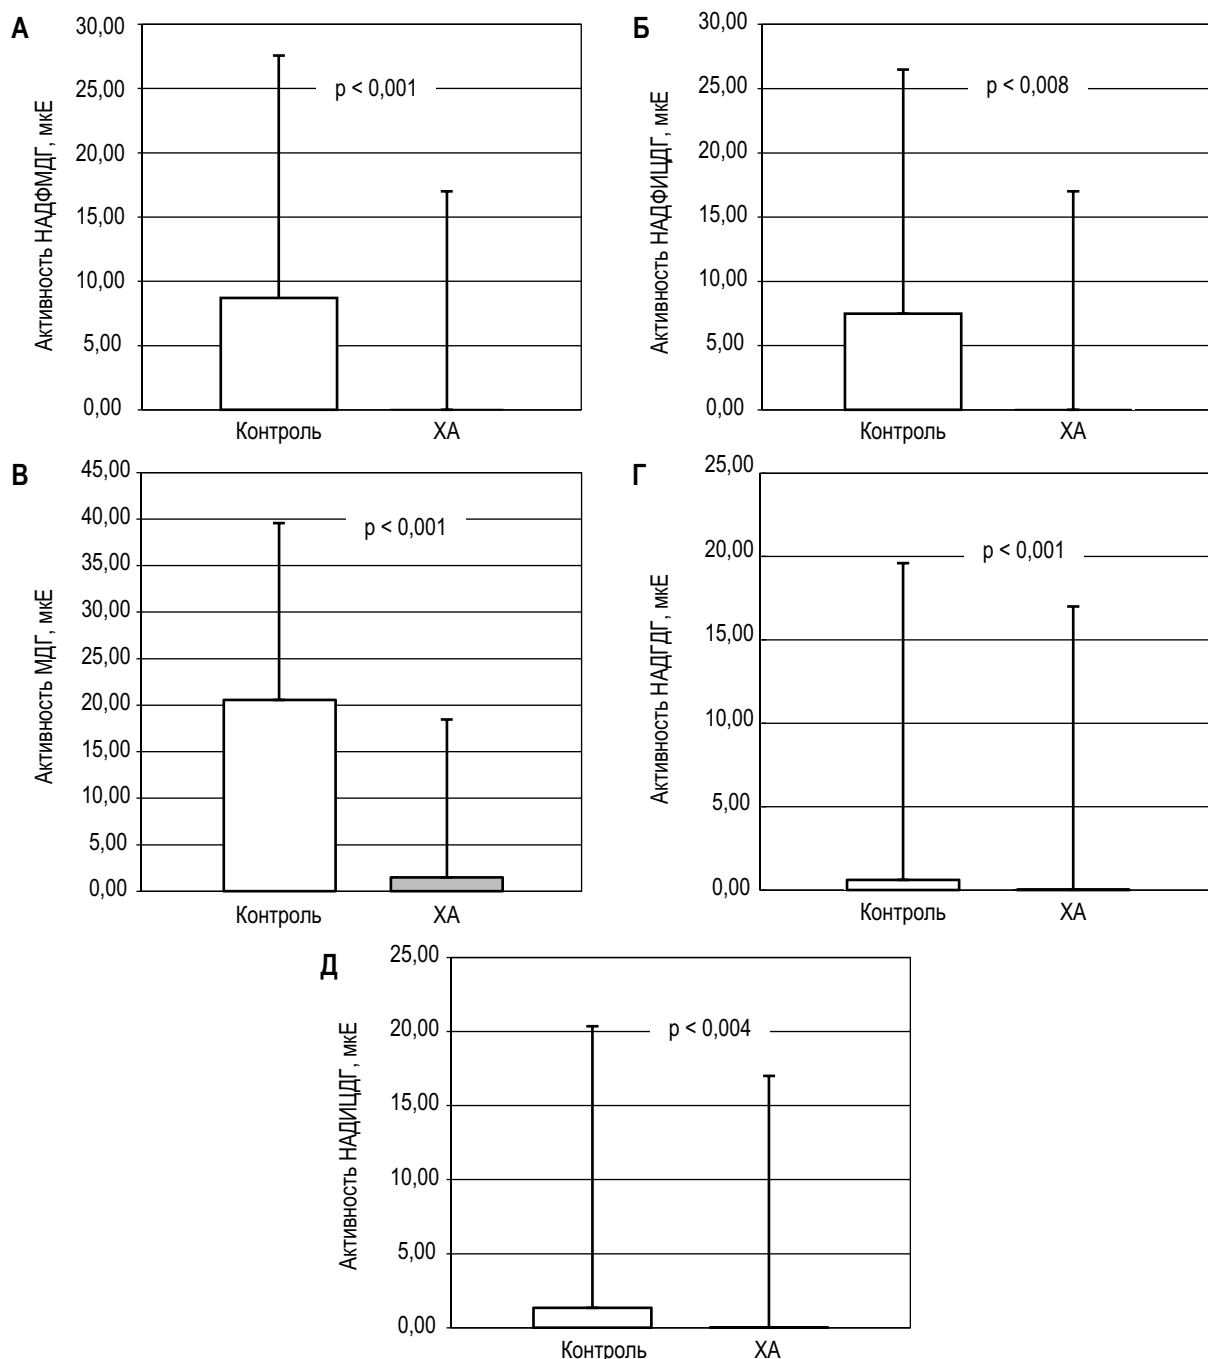 А
Активность НАДФМДГ, мкЕ
30,00
25,00
20,00
15,00
10,00
5,00
0,00
p < 0,001
Контроль ХА
Б
Активность НАДФИЦДГ, мкЕ
30,00
25,00
20,00
15,00
10,00
5,00
0,00
p < 0,008
Контроль ХА
В
Активность МДГ, мкЕ
45,00
40,00
35,00
30,00
25,00
20,00
15,00
10,00
5,00
0,00
p < 0,001
Контроль ХА
Г
Активность НАДГДГ, мкЕ
25,00
20,00
15,00
10,00
5,00
0,00
p < 0,001
Контроль ХА
Д
Активность НАДИЦДГ, мкЕ
25,00
20,00
15,00
10,00
5,00
0,00
p < 0,004
Контроль ХА